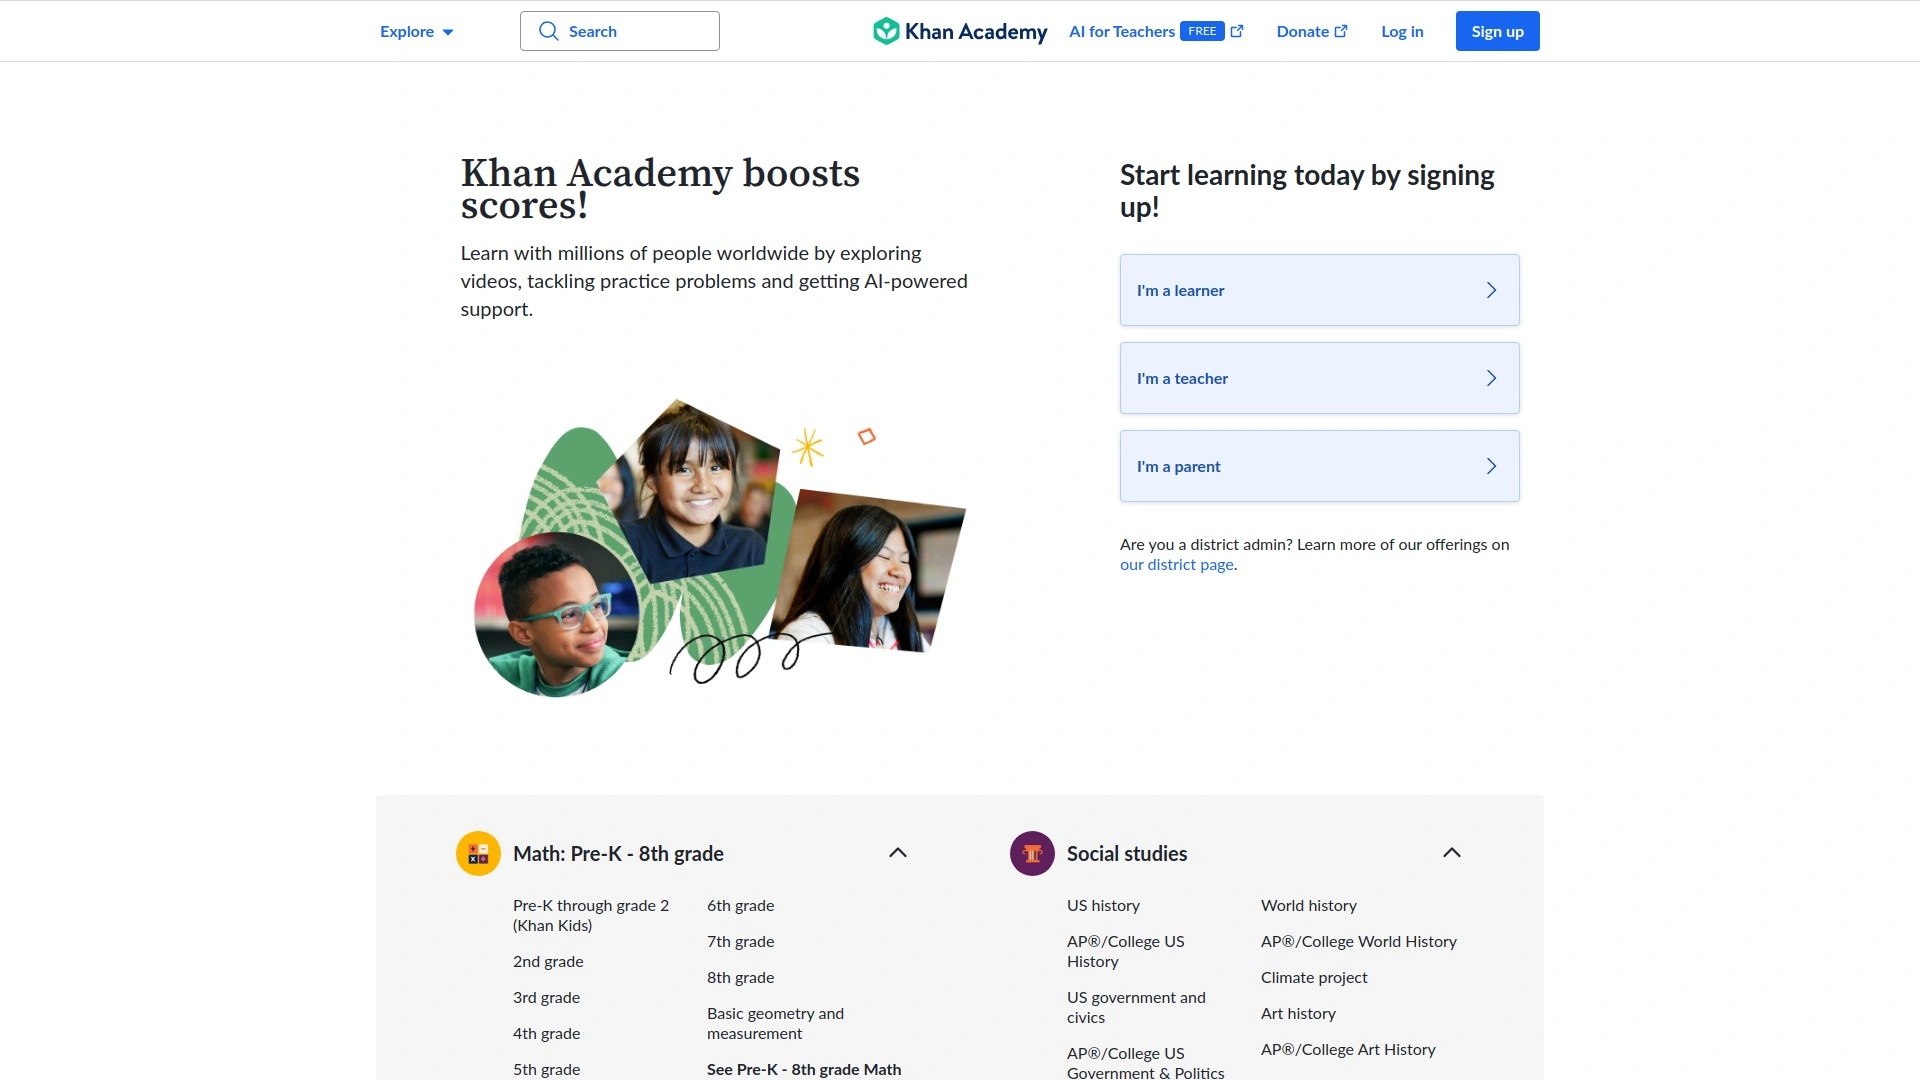 Explore
Search
Khan Academy
AI for Teachers FREE
Donate
Log in
Sign up
Khan Academy boosts
scores!
Learn with millions of people worldwide by exploring
videos, tackling practice problems and getting AI-powered
support.
Start learning today by signing
up!
I'm a learner
I'm a teacher
I'm a parent
Are you a district admin? Learn more of our offerings on
our district page.
Math: Pre-K - 8th grade
Pre-K through grade 2
(Khan Kids)
2nd grade
3rd grade
4th grade
5th grade
6th grade
7th grade
8th grade
Basic geometry and
measurement
See Pre-K - 8th grade Math
Social studies
US history
AP®/College US
History
US government and
civics
AP®/College US
Government & Politics
World history
AP®/College World History
Climate project
Art history
AP®/College Art History